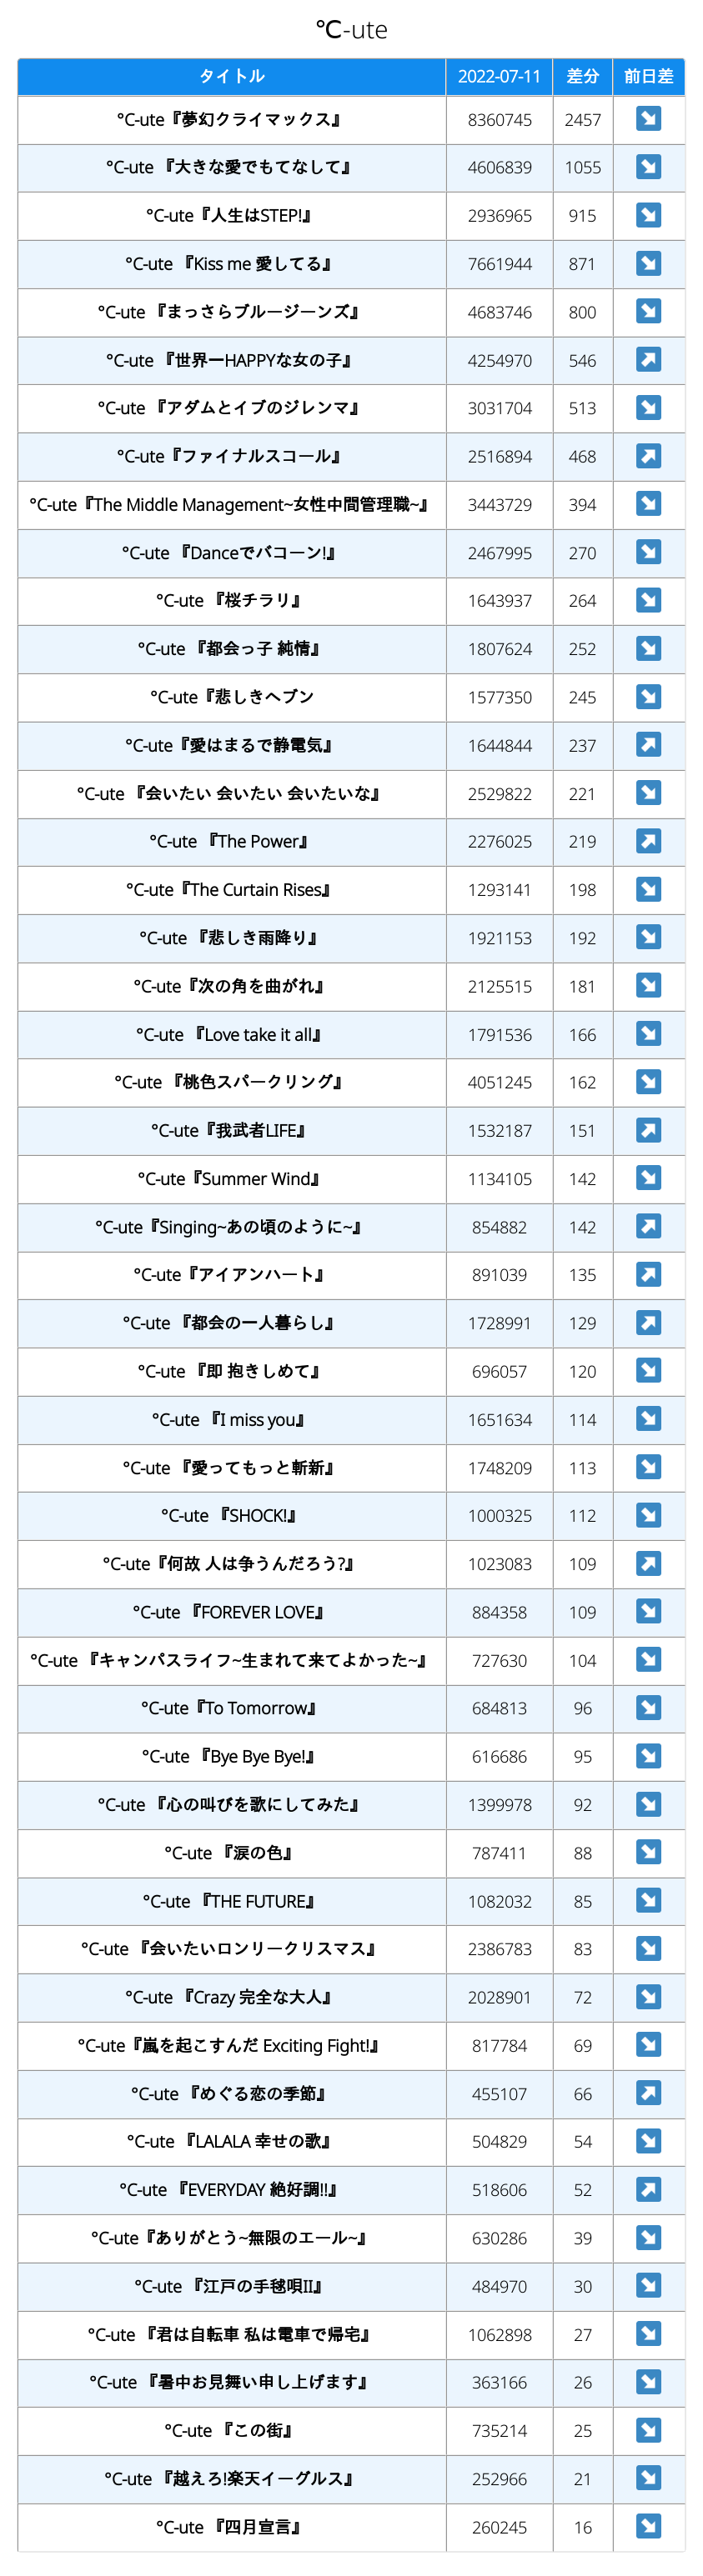 ℃-ute
タイトル 2022-07-11 差分 前日差
°C-ute『夢幻クライマックス』 8360745 2457 ↘
°C-ute 『大きな愛でもてなして』 4606839 1055 ↘
°C-ute『人生はSTEP!』 2936965 915 ↘
°C-ute 『Kiss me 愛してる』 7661944 871 ↘
°C-ute 『まっさらブルージーンズ』 4683746 800 ↘
°C-ute 『世界一HAPPYな女の子』 4254970 546 ↗
°C-ute 『アダムとイブのジレンマ』 3031704 513 ↘
°C-ute『ファイナルスコール』 2516894 468 ↗
°C-ute『The Middle Management~女性中間管理職~』 3443729 394 ↘
°C-ute 『Danceでバコーン!』 2467995 270 ↘
°C-ute 『桜チラリ』 1643937 264 ↘
°C-ute 『都会っ子 純情』 1807624 252 ↘
°C-ute『悲しきヘブン 1577350 245 ↘
°C-ute『愛はまるで静電気』 1644844 237 ↗
°C-ute 『会いたい 会いたい 会いたいな』 2529822 221 ↘
°C-ute 『The Power』 2276025 219 ↗
°C-ute『The Curtain Rises』 1293141 198 ↘
°C-ute 『悲しき雨降り』 1921153 192 ↘
°C-ute『次の角を曲がれ』 2125515 181 ↘
°C-ute 『Love take it all』 1791536 166 ↘
°C-ute 『桃色スパークリング』 4051245 162 ↘
°C-ute『我武者LIFE』 1532187 151 ↗
°C-ute『Summer Wind』 1134105 142 ↘
°C-ute『Singing~あの頃のように~』 854882 142 ↗
°C-ute『アイアンハート』 891039 135 ↗
°C-ute 『都会の一人暮らし』 1728991 129 ↗
°C-ute 『即 抱きしめて』 696057 120 ↘
°C-ute 『I miss you』 1651634 114 ↘
°C-ute 『愛ってもっと斬新』 1748209 113 ↘
°C-ute 『SHOCK!』 1000325 112 ↘
°C-ute『何故 人は争うんだろう?』 1023083 109 ↗
°C-ute 『FOREVER LOVE』 884358 109 ↘
°C-ute 『キャンパスライフ~生まれて来てよかった~』 727630 104 ↘
°C-ute『To Tomorrow』 684813 96 ↘
°C-ute 『Bye Bye Bye!』 616686 95 ↘
°C-ute 『心の叫びを歌にしてみた』 1399978 92 ↘
°C-ute 『涙の色』 787411 88 ↘
°C-ute 『THE FUTURE』 1082032 85 ↘
°C-ute 『会いたいロンリークリスマス』 2386783 83 ↘
°C-ute 『Crazy 完全な大人』 2028901 72 ↘
°C-ute『嵐を起こすんだ Exciting Fight!』 817784 69 ↘
°C-ute 『めぐる恋の季節』 455107 66 ↗
°C-ute 『LALALA 幸せの歌』 504829 54 ↘
°C-ute 『EVERYDAY 絶好調!!』 518606 52 ↗
°C-ute『ありがとう~無限のエール~』 630286 39 ↘
°C-ute 『江戸の手毬唄II』 484970 30 ↘
°C-ute 『君は自転車 私は電車で帰宅』 1062898 27 ↘
°C-ute 『暑中お見舞い申し上げます』 363166 26 ↘
°C-ute 『この街』 735214 25 ↘
°C-ute 『越えろ!楽天イーグルス』 252966 21 ↘
°C-ute 『四月宣言』 260245 16 ↘